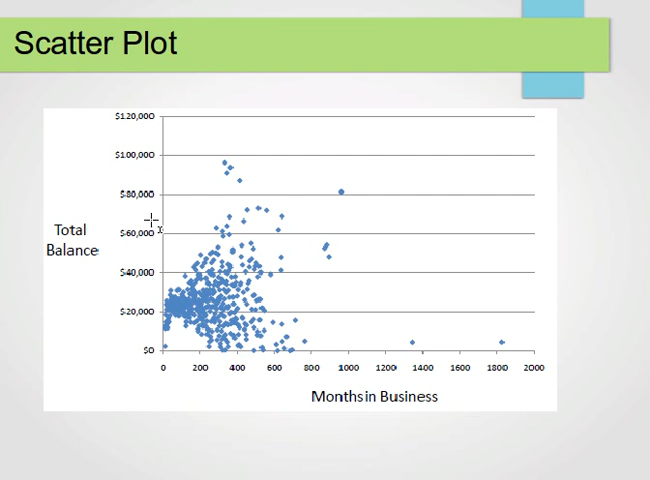 Scatter Plot
$120,000
$100,000
$80,000
$60,000
Total
Balance
$40,000
$20,000
$0
0 200 400 600 800 1000 1200 1400 1600 1800 2000
Months in Business